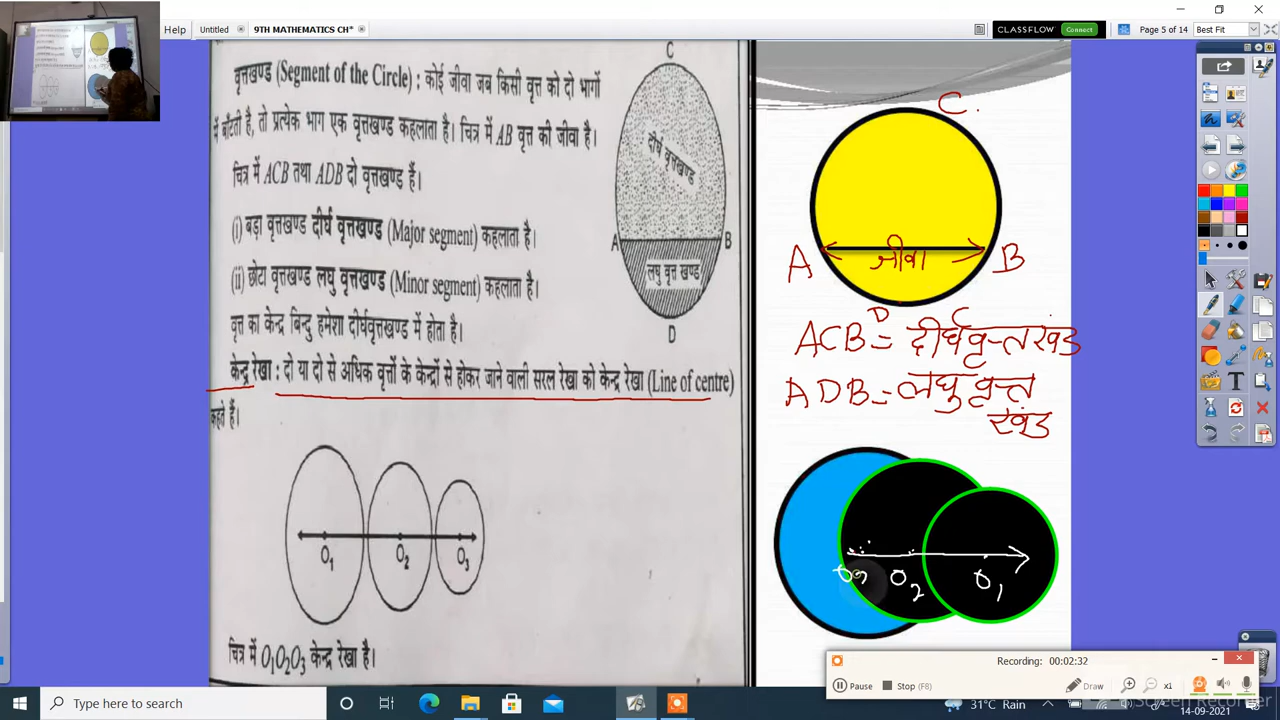 Help Untitled 9TH MATHEMATICS CH* CLASSFLOW Connect Page 5 of 14 Best Fit
वृत्तखण्ड (Segment of the Circle) : कोई जीवा जब किसी वृत्त को दो भागों
में बाँटती है, तो प्रत्येक भाग एक वृत्तखण्ड कहलाता है। चित्र में AB वृत्त की जीवा है।
चित्र में ACB तथा ADB दो वृत्तखण्ड हैं।
(i) बड़ा वृत्तखण्ड दीर्घ वृत्तखण्ड (Major segment) कहलाता है।
(ii) छोटा वृत्तखण्ड लघु वृत्तखण्ड (Minor segment) कहलाता है।
वृत्त का केन्द्र बिन्दु हमेशा दीर्घवृत्तखण्ड में होता है।
केन्द्र रेखा : दो या दो से अधिक वृत्तों के केन्द्रों से होकर जाने वाली सरल रेखा को केन्द्र रेखा (Line of centre)
कहते हैं।
C
दीर्घ वृत्तखण्ड
A B
लघु वृत्त खण्ड
D
O1 O2 O3
चित्र में O1O2O3 केन्द्र रेखा है।
C
A जीवा B
D C
ACB = दीर्घवृत्तखंड
ADB = लघु वृत्त
खंड
O2 O1
Recording: 00:02:32
Pause Stop (F8) Draw x1
Type here to search
31°C Rain
14-09-2021
Screen Recorder